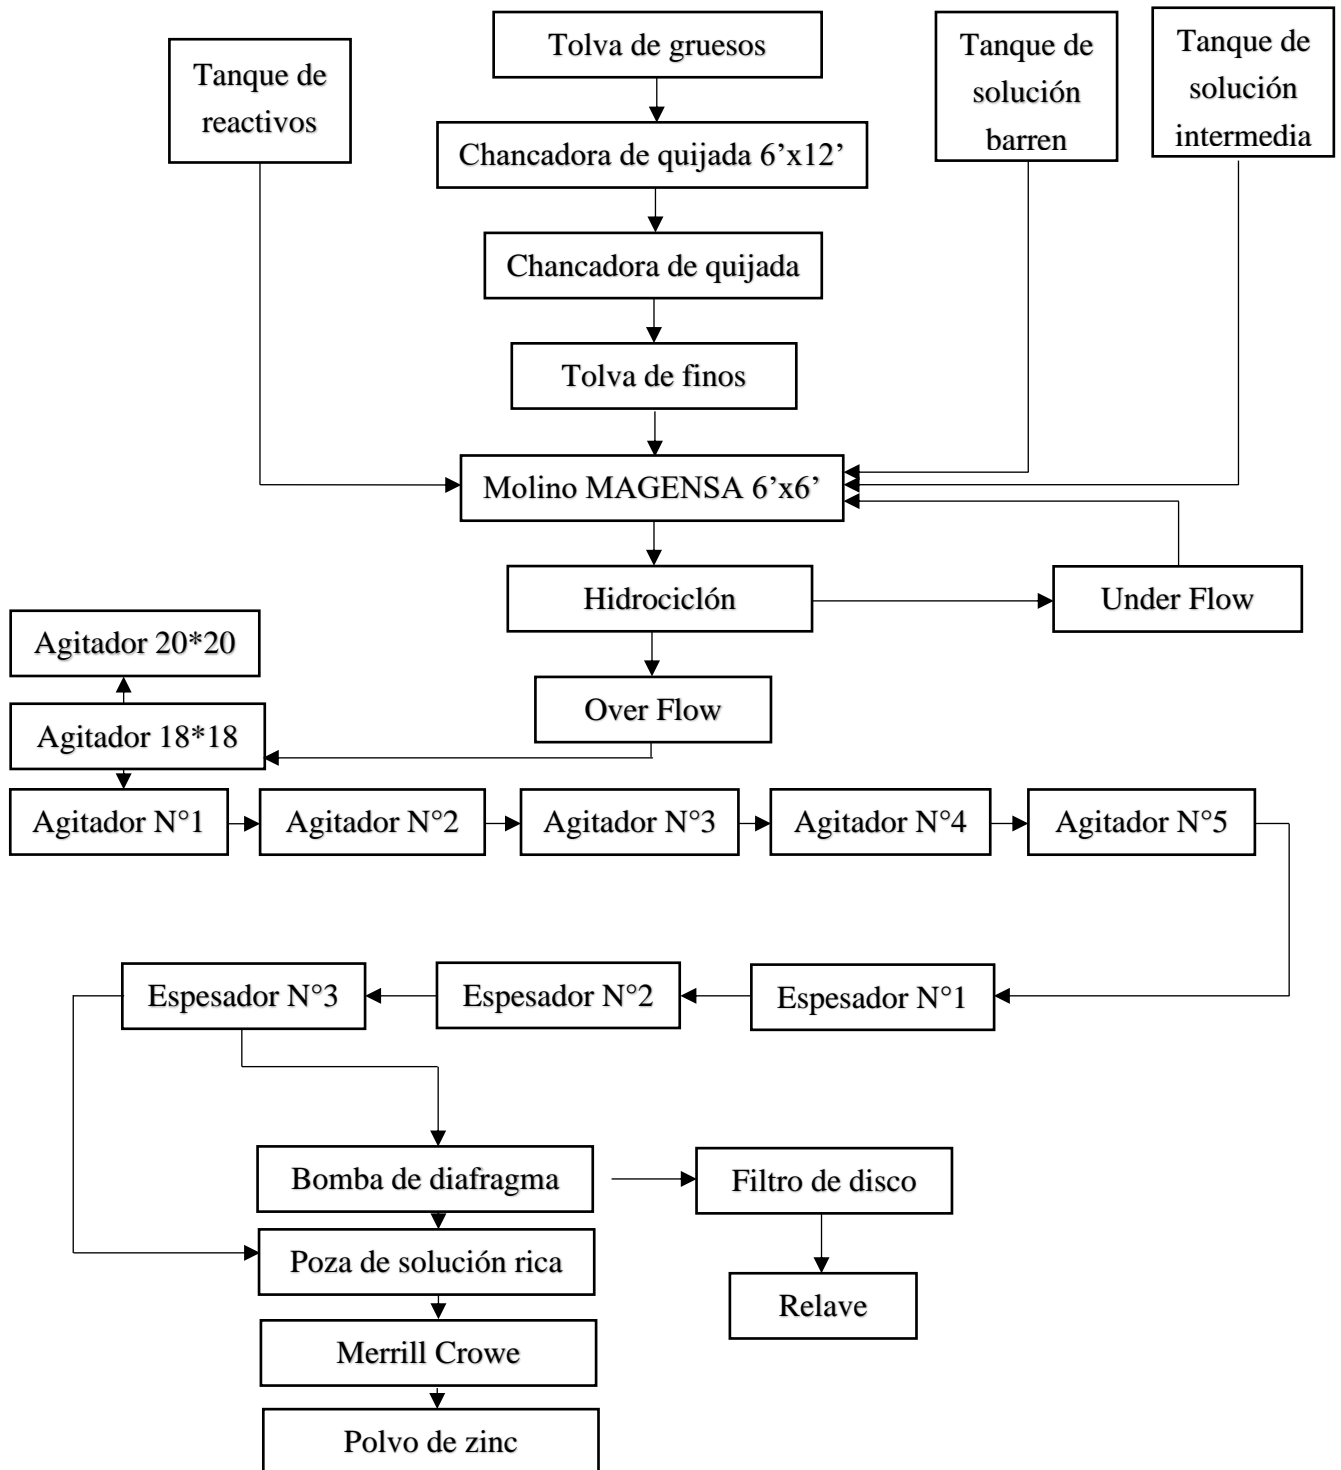 Tolva de gruesos
Tanque de
reactivos
Tanque de
solución
barren
Tanque de
solución
intermedia
Chancadora de quijada 6’x12’
Chancadora de quijada
Tolva de finos
Molino MAGENSA 6’x6’
Hidrociclón
Under Flow
Agitador 20*20
Over Flow
Agitador 18*18
Agitador N°1
Agitador N°2
Agitador N°3
Agitador N°4
Agitador N°5
Espesador N°3
Espesador N°2
Espesador N°1
Bomba de diafragma
Filtro de disco
Poza de solución rica
Relave
Merrill Crowe
Polvo de zinc